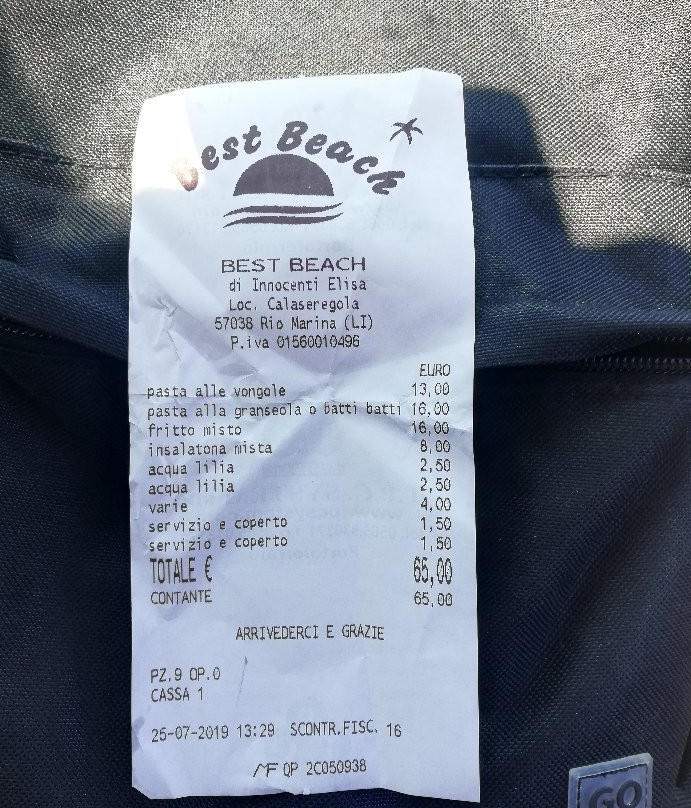 Best Beach
BEST BEACH
di Innocenti Elisa
Loc. Calaseregola
57038 Rio Marina (LI)
P.iva 01560010496
EURO
pasta alle vongole 13,00
pasta alla granseola o batti batti 16,00
fritto misto 16,00
insalatona mista 8,00
acqua lilia 2,50
acqua lilia 2,50
varie 4,00
servizio e coperto 1,50
servizio e coperto 1,50
TOTALE € 65,00
CONTANTE 65,00
ARRIVEDERCI E GRAZIE
PZ.9 OP.0
CASSA 1
25-07-2019 13:29 SCONTR.FISC. 16
MF QP 2C050938
GO